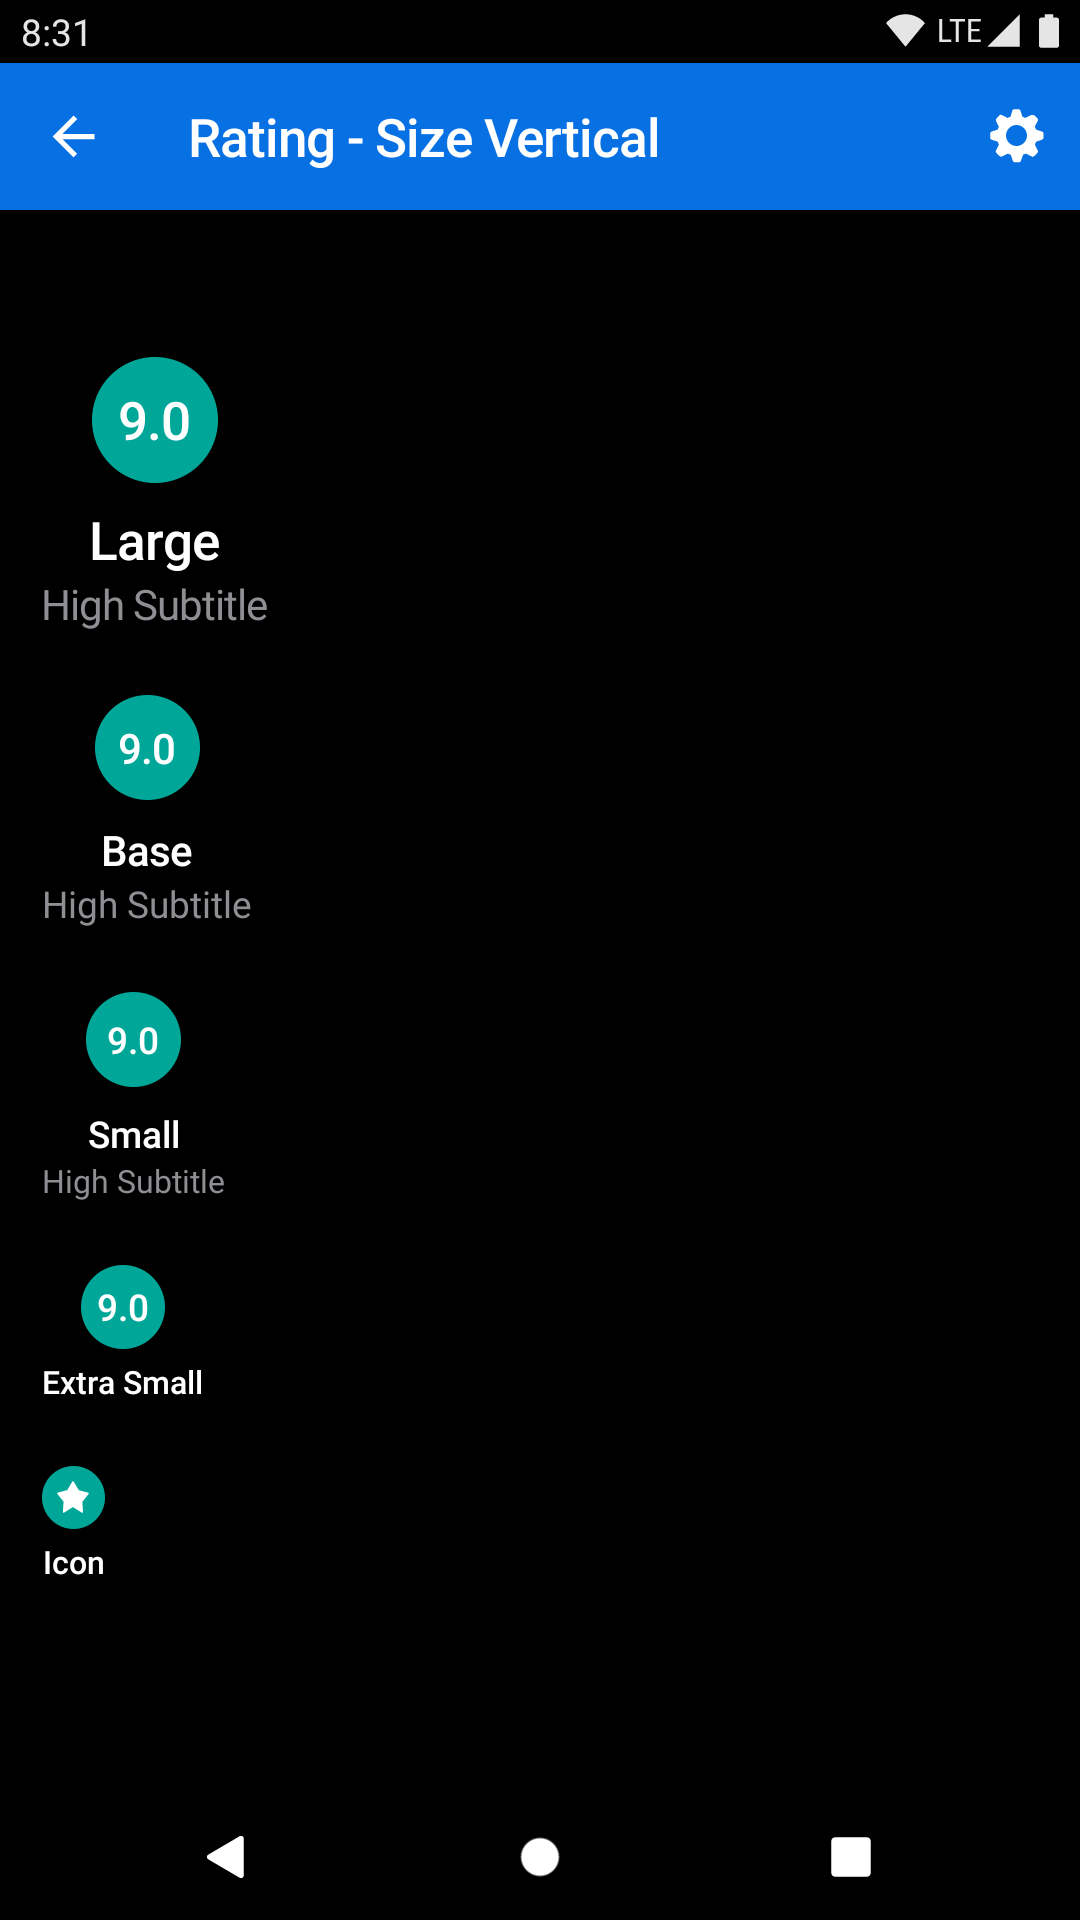 8:31
LTE
Rating - Size Vertical
9.0
Large
High Subtitle
9.0
Base
High Subtitle
9.0
Small
High Subtitle
9.0
Extra Small
Icon